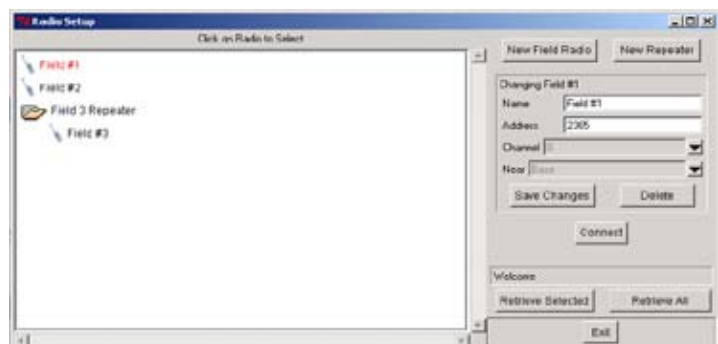 Radio Setup
Click on Radio to Select
Field #1
Field #2
Field 3 Repeater
Field #3
New Field Radio
New Repeater
Changing Field #1
Name
Field #1
Address
2385
Channel
Near
Base
Save Changes
Delete
Connect
Welcome
Retrieve Selected
Retrieve All
Exit